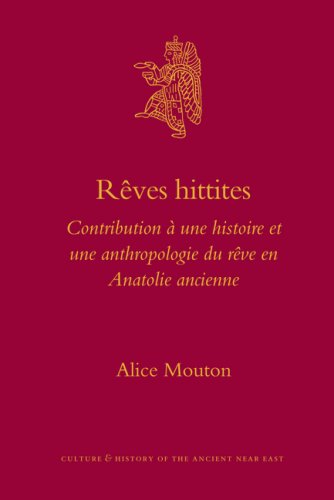 Rêves hittites
Contribution à une histoire et
une anthropologie du rêve en
Anatolie ancienne
Alice Mouton
CULTURE & HISTORY OF THE ANCIENT NEAR EAST